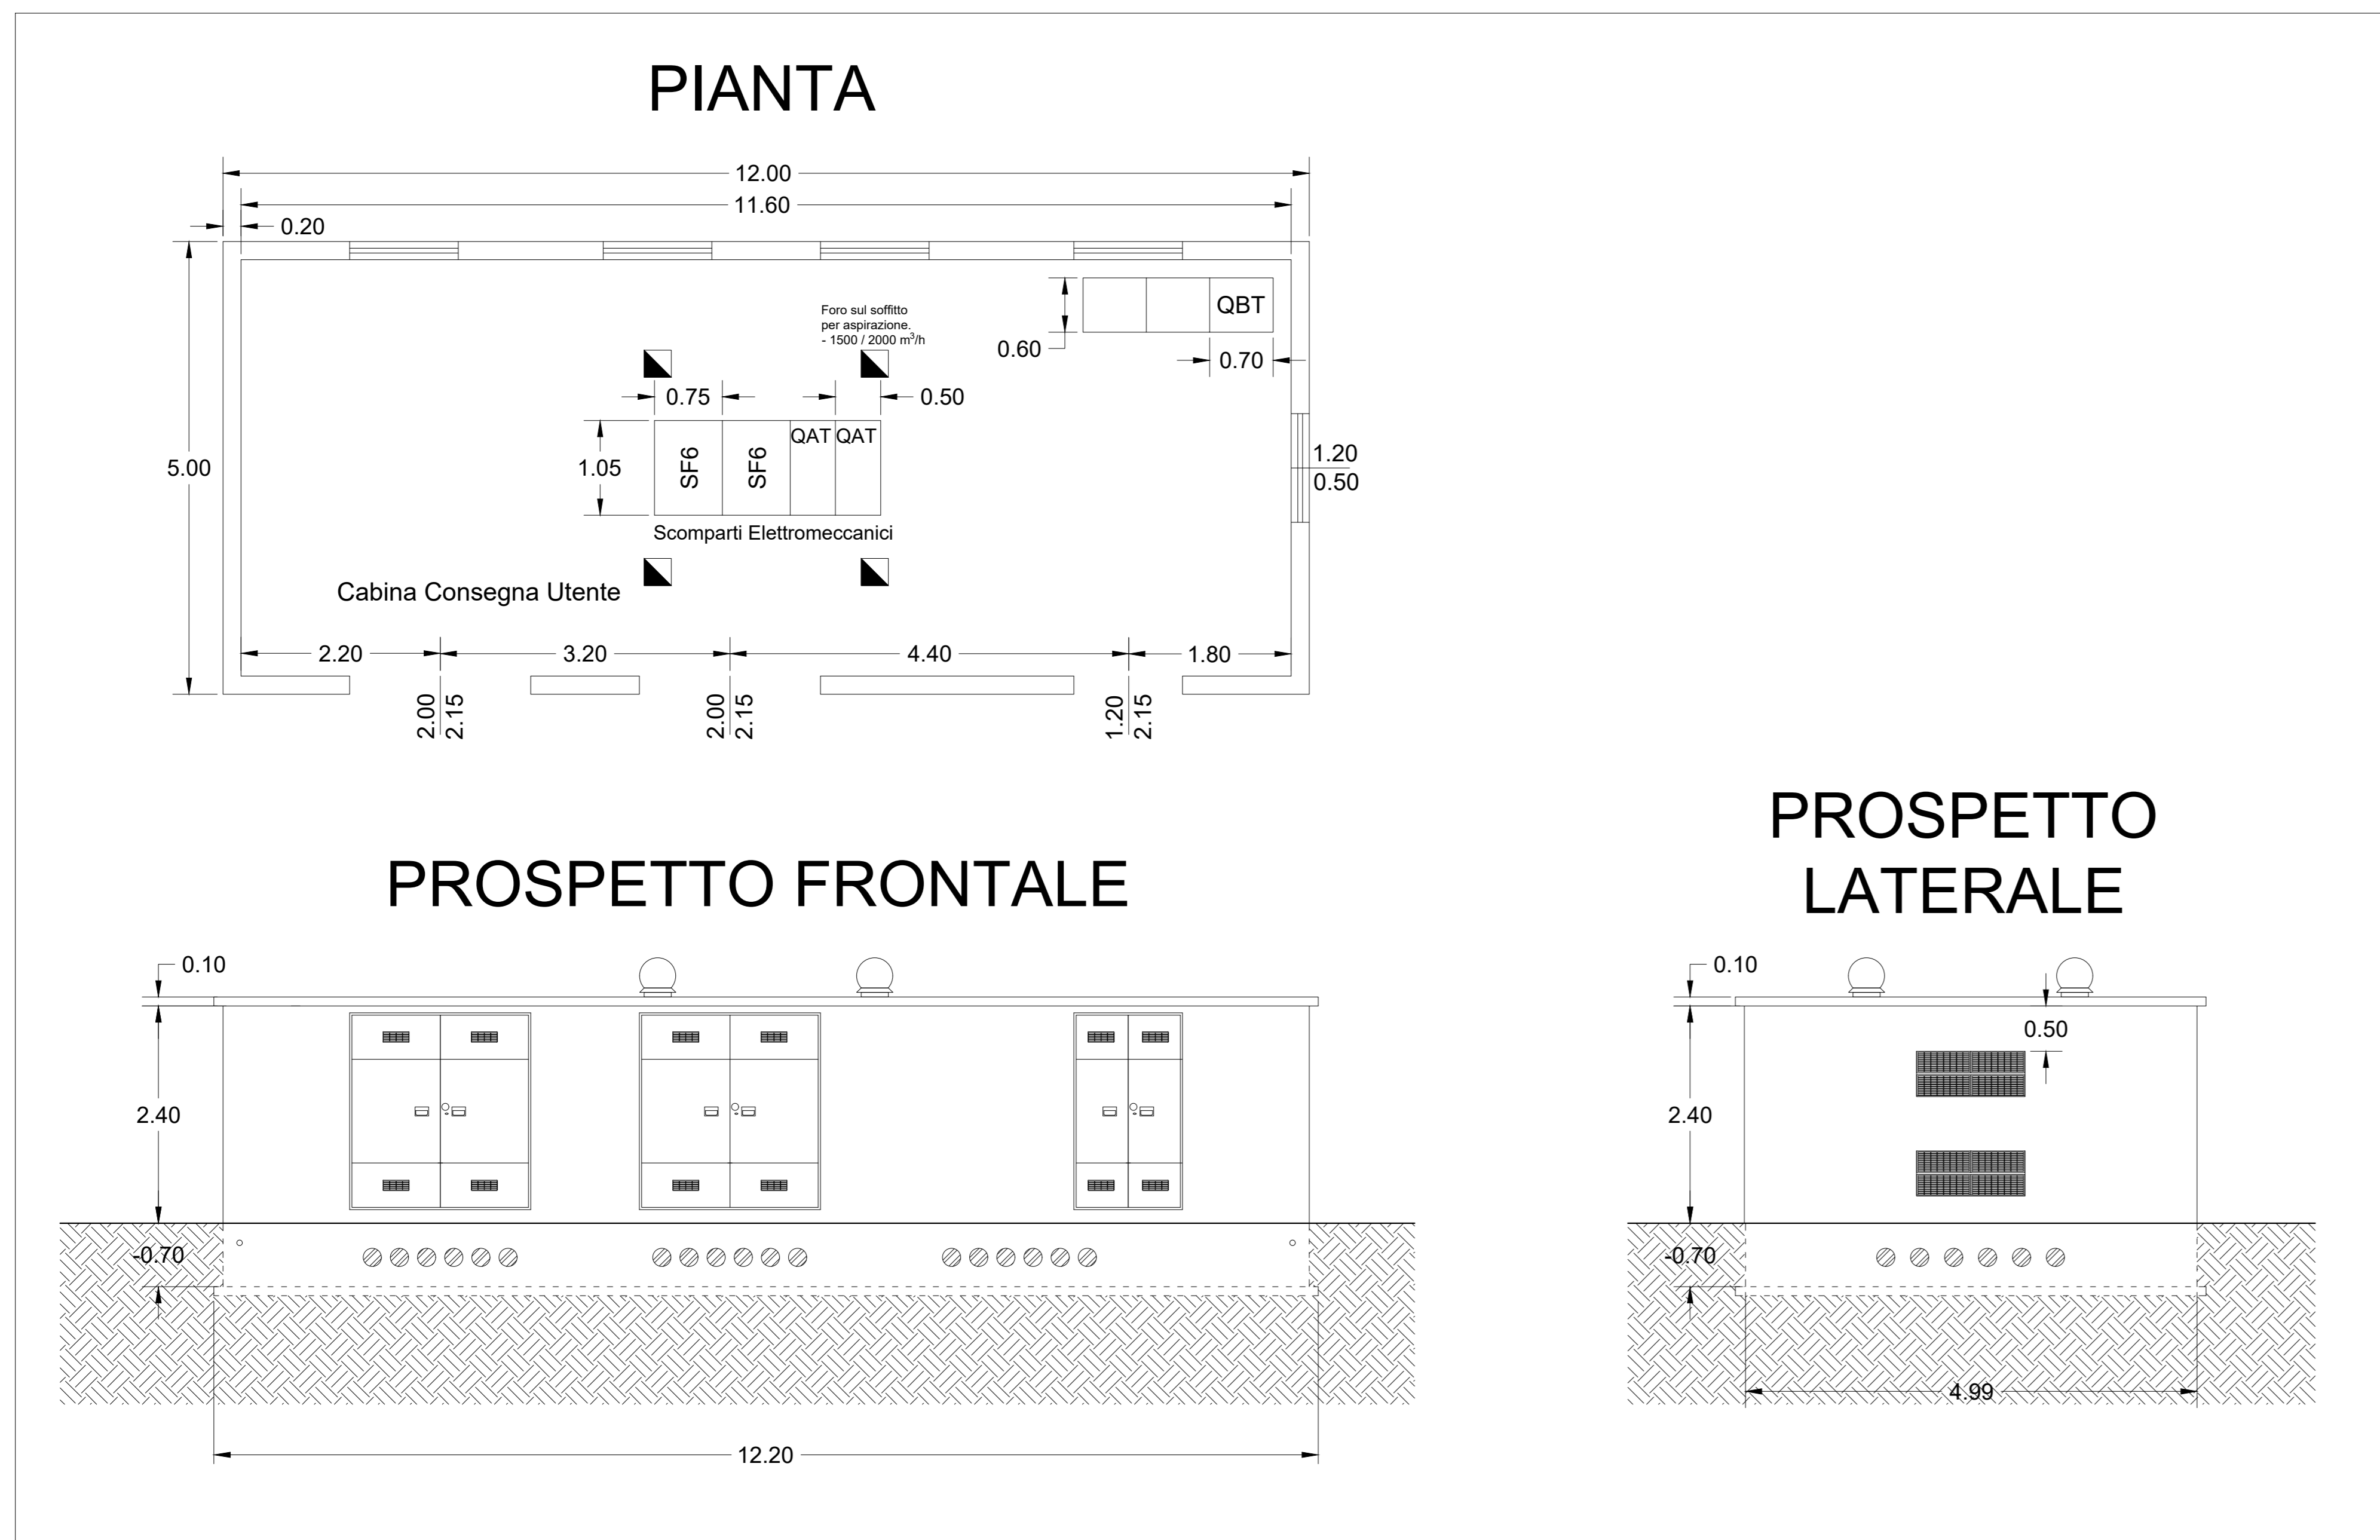 PIANTA
12.00
11.60
0.20
QBT
Foro sul soffitto
per aspirazione.
- 1500 / 2000 m³/h
0.60
0.70
0.75
0.50
5.00
1.05
SF6
SF6
QAT
QAT
1.20
0.50
Scomparti Elettromeccanici
Cabina Consegna Utente
2.20
3.20
4.40
1.80
2.00
2.15
2.00
2.15
1.20
2.15
PROSPETTO FRONTALE
0.10
2.40
-0.70
12.20
PROSPETTO
LATERALE
0.10
0.50
2.40
-0.70
4.99